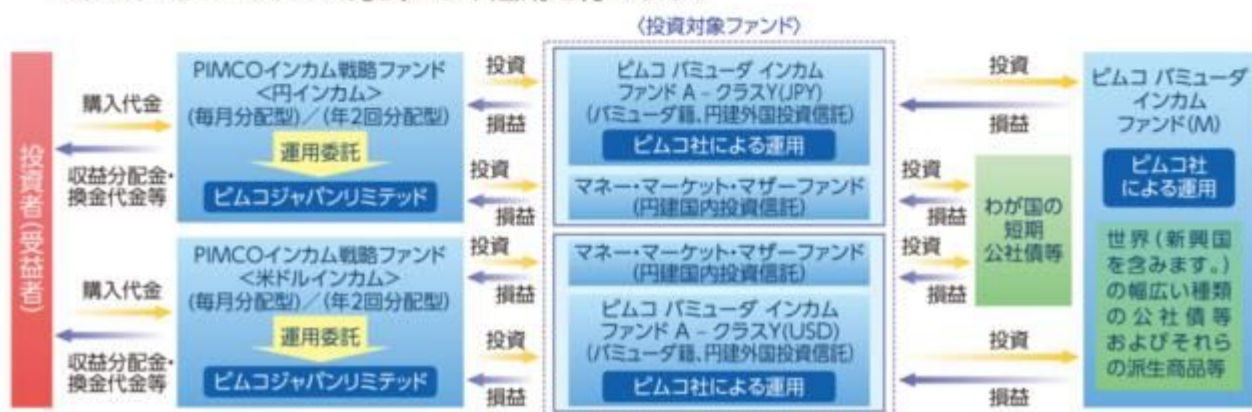 〈投資対象ファンド〉
投資者(受益者)
購入代金
収益分配金・
換金代金等
PIMCOインカム戦略ファンド
<円インカム>
(毎月分配型)/(年2回分配型)
運用委託
ピムコジャパンリミテッド
投資
損益
投資
損益
ピムコ バミューダ インカム
ファンド A – クラスY(JPY)
(バミューダ籍、円建外国投資信託)
ピムコ社による運用
マネー・マーケット・マザーファンド
(円建国内投資信託)
投資
損益
投資
損益
ピムコ バミューダ
インカム
ファンド(M)
ピムコ社
による運用
世界(新興国
を含みます。)
の幅広い種類
の公社債等
およびそれら
の派生商品等
わが国の
短期
公社債等
購入代金
収益分配金・
換金代金等
PIMCOインカム戦略ファンド
<米ドルインカム>
(毎月分配型)/(年2回分配型)
運用委託
ピムコジャパンリミテッド
投資
損益
投資
損益
マネー・マーケット・マザーファンド
(円建国内投資信託)
ピムコ バミューダ インカム
ファンド A – クラスY(USD)
(バミューダ籍、円建外国投資信託)
ピムコ社による運用
投資
損益
投資
損益